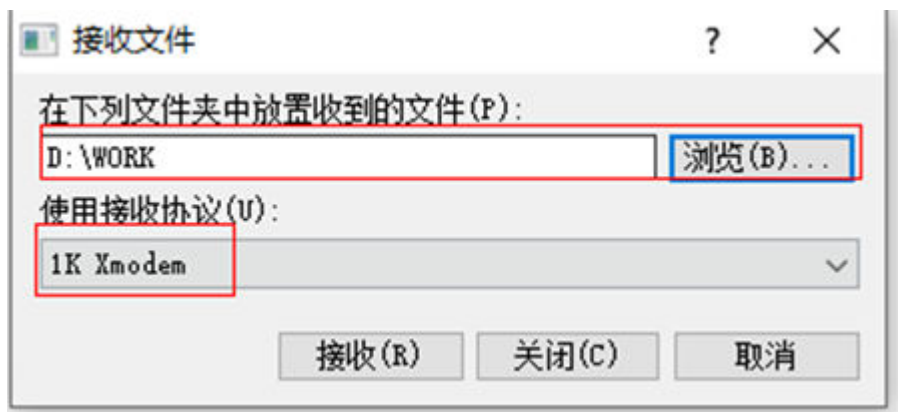 接收文件
在下列文件夹中放置收到的文件(P):
D:\WORK 浏览(B)...
使用接收协议(U):
1K Xmodem
接收(R) 关闭(C) 取消